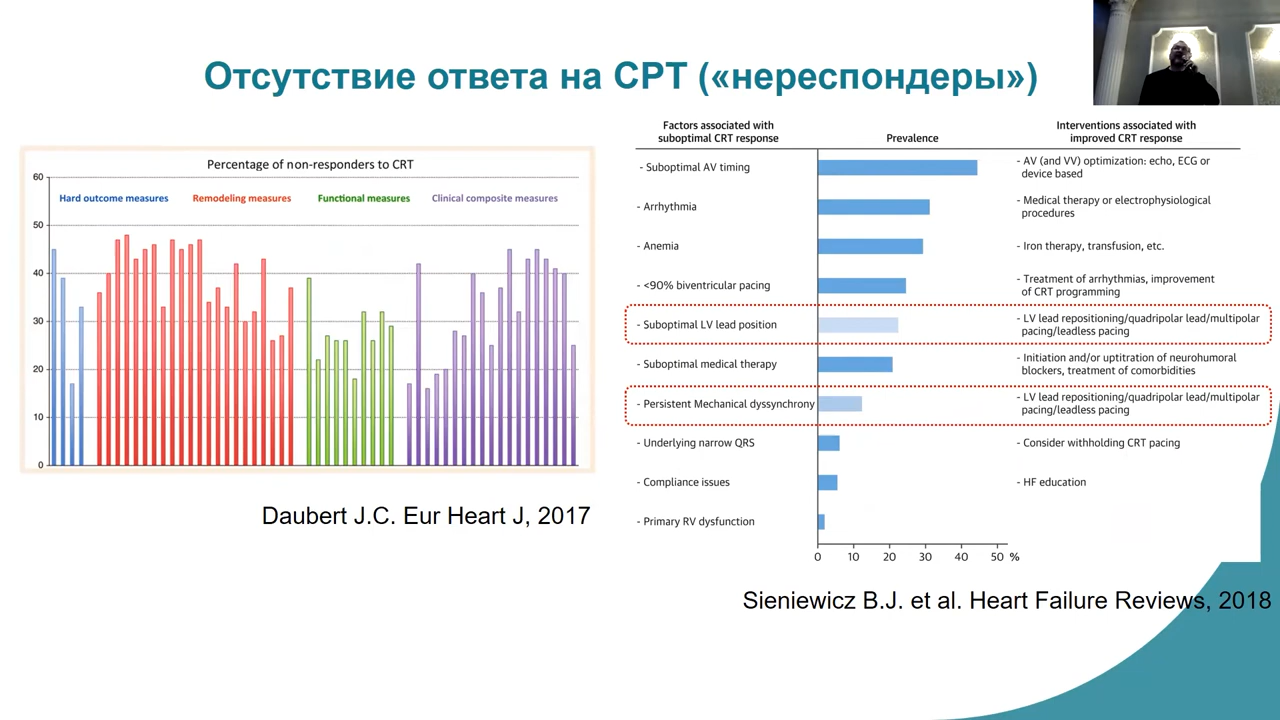 Отсутствие ответа на СРТ («нереспондеры»)
Percentage of non-responders to CRT
60
50
40
30
20
10
0
Hard outcome measures
Remodeling measures
Functional measures
Clinical composite measures
Daubert J.C. Eur Heart J, 2017
Factors associated with
suboptimal CRT response
Prevalence
Interventions associated with
improved CRT response
- Suboptimal AV timing
- AV (and VV) optimization: echo, ECG or
device based
- Arrhythmia
- Medical therapy or electrophysiological
procedures
- Anemia
- Iron therapy, transfusion, etc.
- <90% biventricular pacing
- Treatment of arrhythmias, improvement
of CRT programming
- Suboptimal LV lead position
- LV lead repositioning/quadripolar lead/multipolar
pacing/leadless pacing
- Suboptimal medical therapy
- Initiation and/or uptitration of neurohumoral
blockers, treatment of comorbidities
- Persistent Mechanical dyssynchrony
- LV lead repositioning/quadripolar lead/multipolar
pacing/leadless pacing
- Underlying narrow QRS
- Consider withholding CRT pacing
- Compliance issues
- HF education
- Primary RV dysfunction
0 10 20 30 40 50 %
Sieniewicz B.J. et al. Heart Failure Reviews, 2018